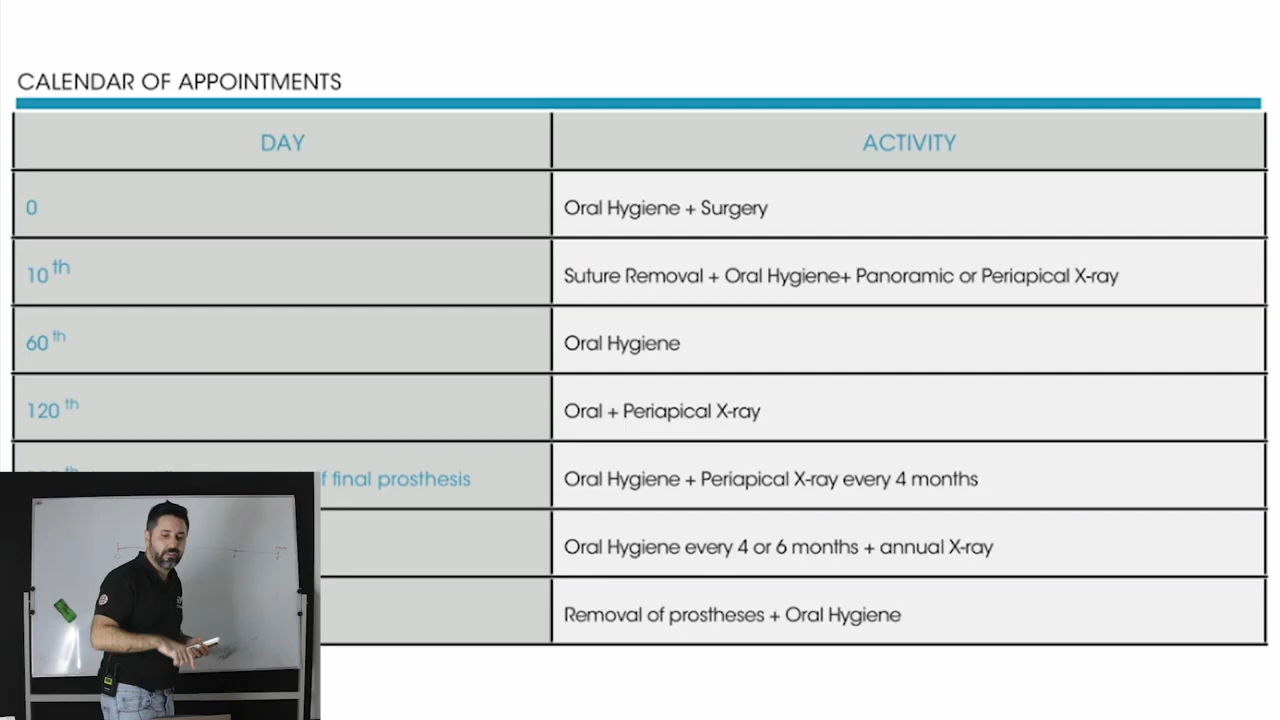 CALENDAR OF APPOINTMENTS
DAY ACTIVITY
0 Oral Hygiene + Surgery
10 th Suture Removal + Oral Hygiene+ Panoramic or Periapical X-ray
60 th Oral Hygiene
120 th Oral + Periapical X-ray
final prosthesis Oral Hygiene + Periapical X-ray every 4 months
Oral Hygiene every 4 or 6 months + annual X-ray
Removal of prostheses + Oral Hygiene